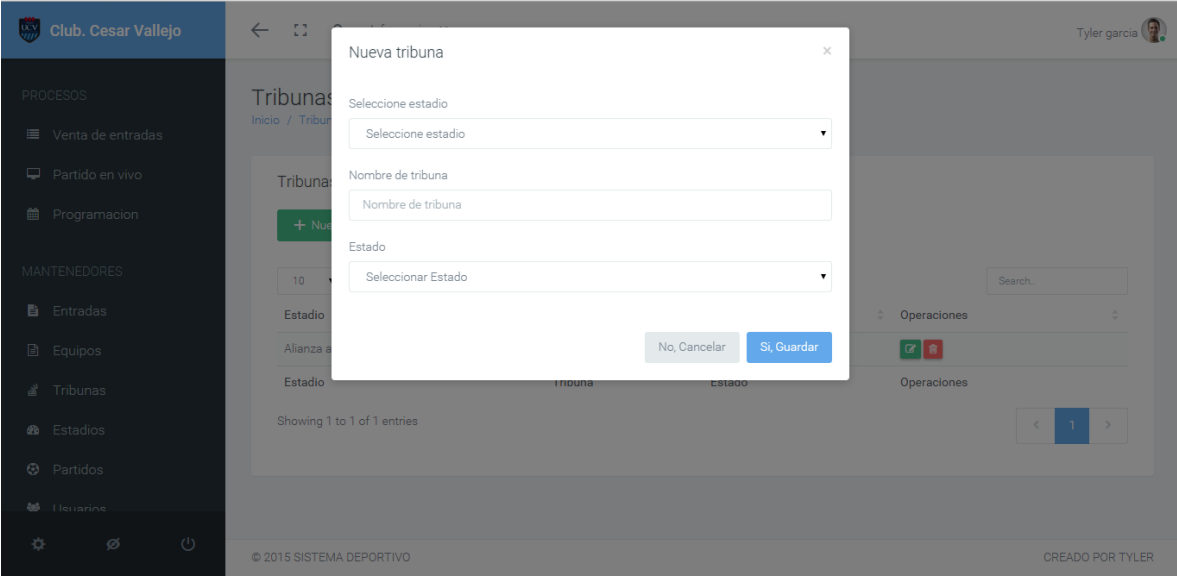 UCV
Club. Cesar Vallejo
Tyler garcia
PROCESOS
Venta de entradas
Partido en vivo
Programacion
MANTENEDORES
Entradas
Equipos
Tribunas
Estadios
Partidos
Usuarios
Tribunas
Inicio / Tribun
Tribuna
+ Nue
10
Search..
Estadio
Operaciones
Alianza a
Estadio
Tribuna
Estado
Operaciones
Showing 1 to 1 of 1 entries
< 1 >
Nueva tribuna
×
Seleccione estadio
Seleccione estadio
Nombre de tribuna
Nombre de tribuna
Estado
Seleccionar Estado
No, Cancelar
Si, Guardar
© 2015 SISTEMA DEPORTIVO
CREADO POR TYLER